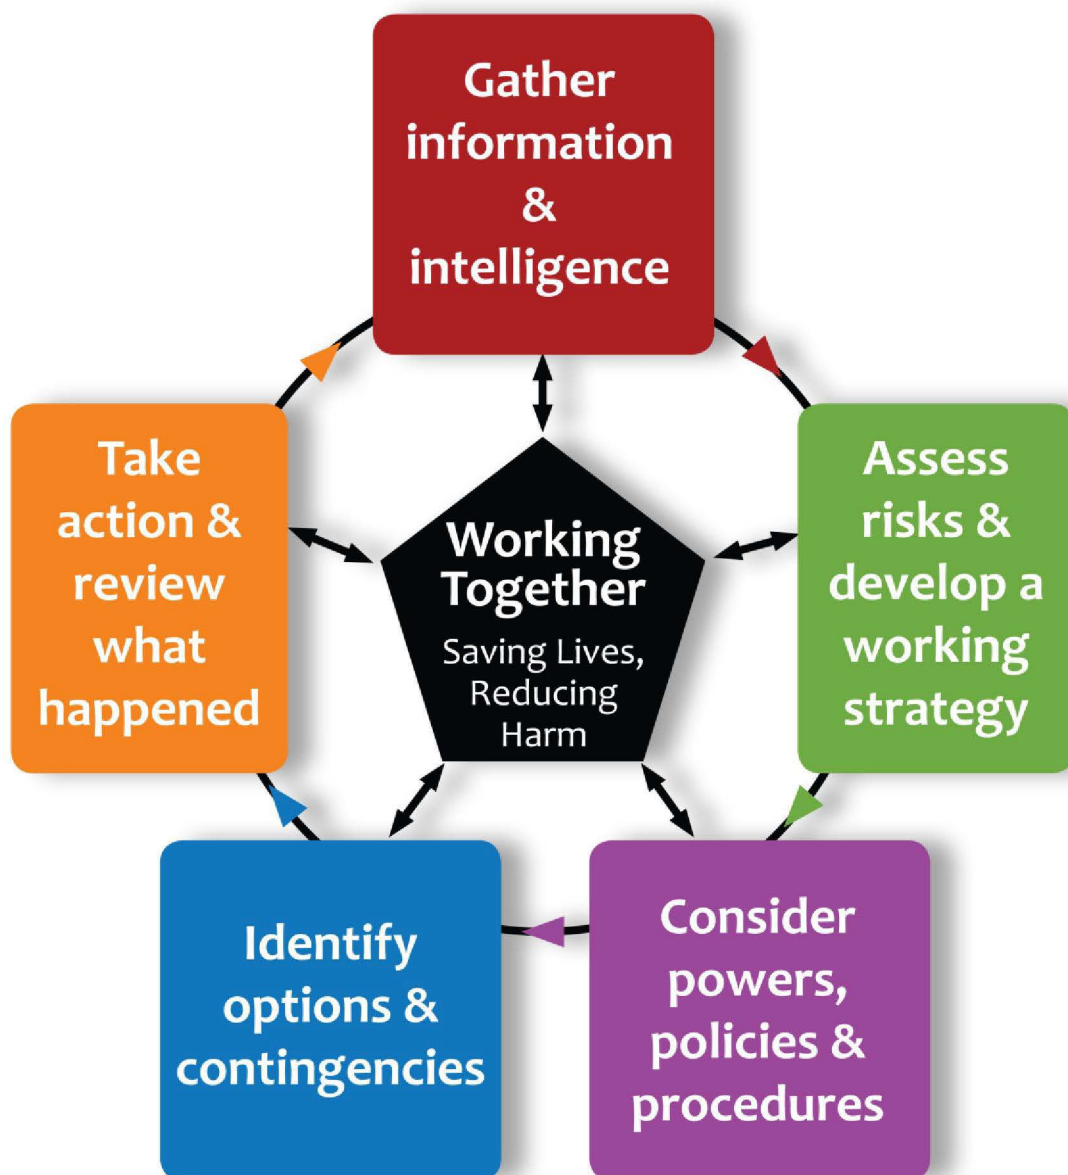 Gather
information
&
intelligence
Assess
risks &
develop a
working
strategy
Consider
powers,
policies &
procedures
Identify
options &
contingencies
Take
action &
review
what
happened
Working
Together
Saving Lives,
Reducing
Harm